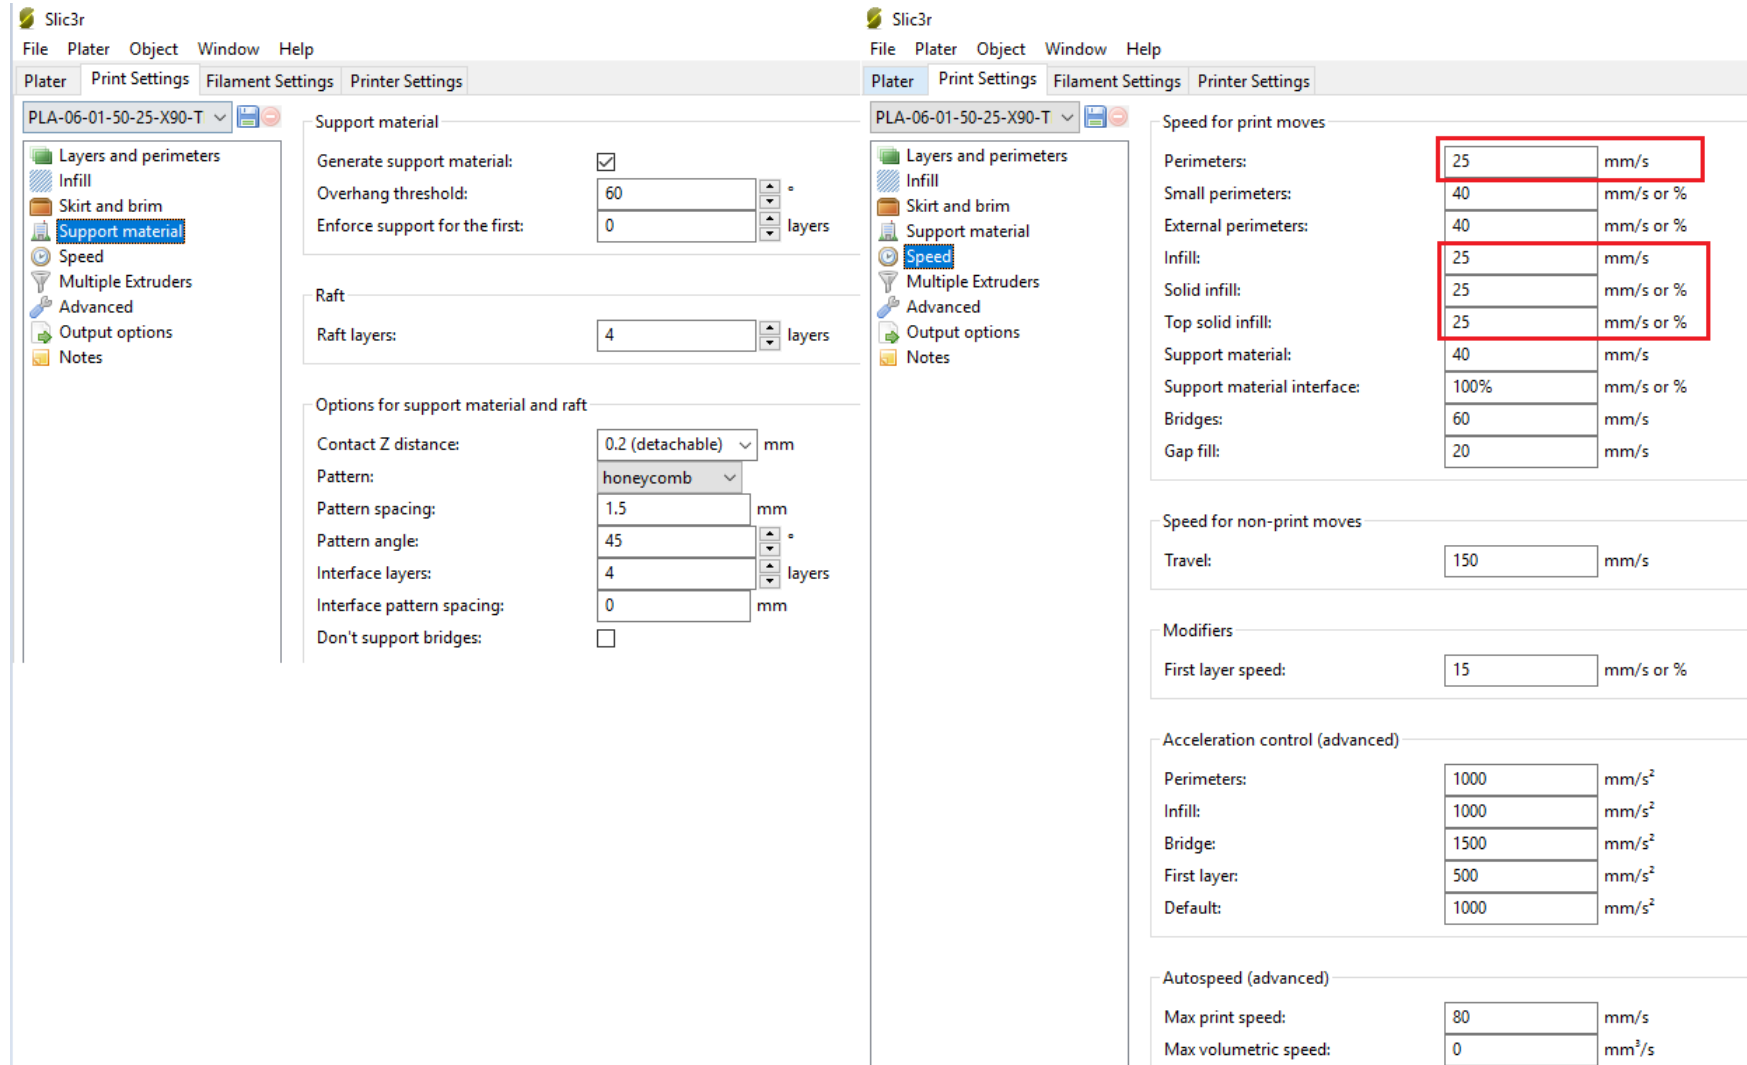 Slic3r
File Plater Object Window Help
Plater Print Settings Filament Settings Printer Settings
PLA-06-01-50-25-X90-T
Layers and perimeters
Infill
Skirt and brim
Support material
Speed
Multiple Extruders
Advanced
Output options
Notes
Support material
Generate support material:
Overhang threshold: 60 °
Enforce support for the first: 0 layers
Raft
Raft layers: 4 layers
Options for support material and raft
Contact Z distance: 0.2 (detachable) mm
Pattern: honeycomb
Pattern spacing: 1.5 mm
Pattern angle: 45 °
Interface layers: 4 layers
Interface pattern spacing: 0 mm
Don't support bridges:
Slic3r
File Plater Object Window Help
Plater Print Settings Filament Settings Printer Settings
PLA-06-01-50-25-X90-T
Layers and perimeters
Infill
Skirt and brim
Support material
Speed
Multiple Extruders
Advanced
Output options
Notes
Speed for print moves
Perimeters: 25 mm/s
Small perimeters: 40 mm/s or %
External perimeters: 40 mm/s or %
Infill: 25 mm/s
Solid infill: 25 mm/s or %
Top solid infill: 25 mm/s or %
Support material: 40 mm/s
Support material interface: 100% mm/s or %
Bridges: 60 mm/s
Gap fill: 20 mm/s
Speed for non-print moves
Travel: 150 mm/s
Modifiers
First layer speed: 15 mm/s or %
Acceleration control (advanced)
Perimeters: 1000 mm/s²
Infill: 1000 mm/s²
Bridge: 1500 mm/s²
First layer: 500 mm/s²
Default: 1000 mm/s²
Autospeed (advanced)
Max print speed: 80 mm/s
Max volumetric speed: 0 mm³/s